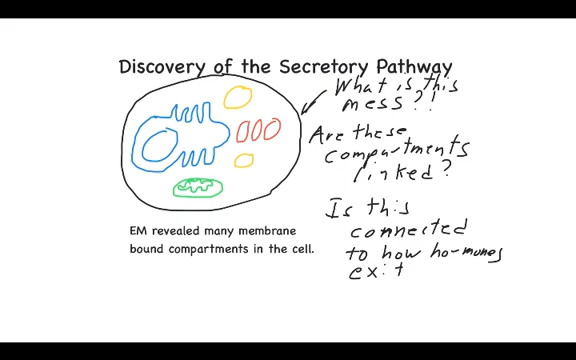 Discovery of the Secretory Pathway
What is this
mess?!
Are these
compartments
linked?
Is this
connected
to how hormones
exit
EM revealed many membrane
bound compartments in the cell.